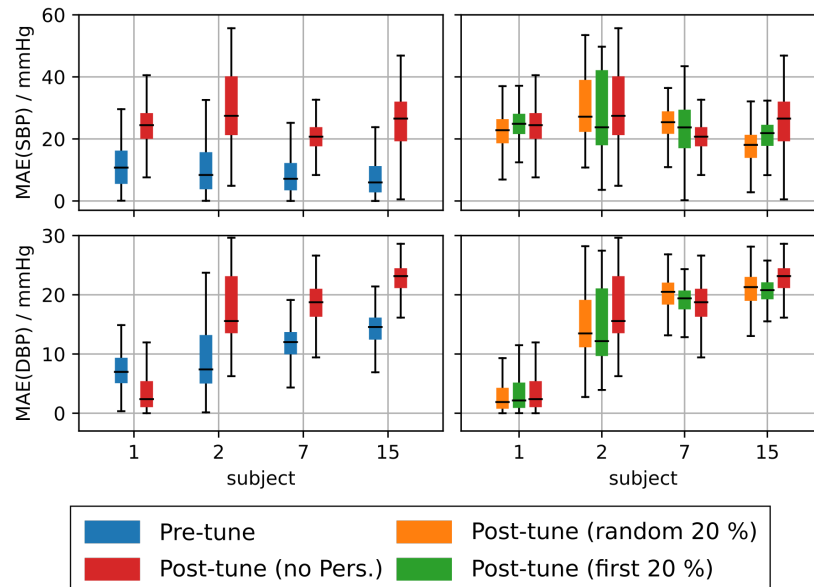 60
40
20
0
MAE(SBP) / mmHg
30
20
10
0
MAE(DBP) / mmHg
1 2 7 15 1 2 7 15
subject subject
Pre-tune Post-tune (random 20 %)
Post-tune (no Pers.) Post-tune (first 20 %)